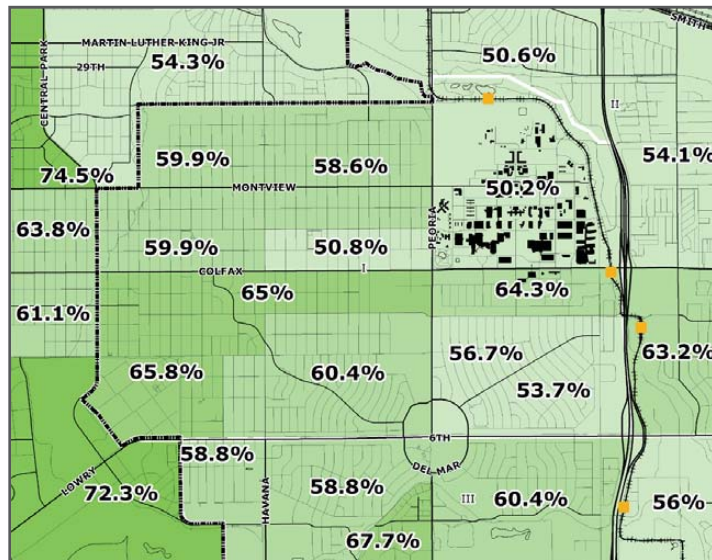 SMITH
MARTIN LUTHER KING JR
50.6%
54.3%
29TH
CENTRAL PARK
II
54.1%
59.9%
58.6%
74.5%
MONTVIEW
50.2%
63.8%
PEORIA
59.9%
50.8%
COLFAX
I
65%
64.3%
61.1%
56.7%
63.2%
65.8%
60.4%
53.7%
6TH
58.8%
DEL MAR
LOWRY
72.3%
HAVANA
58.8%
III
60.4%
56%
67.7%